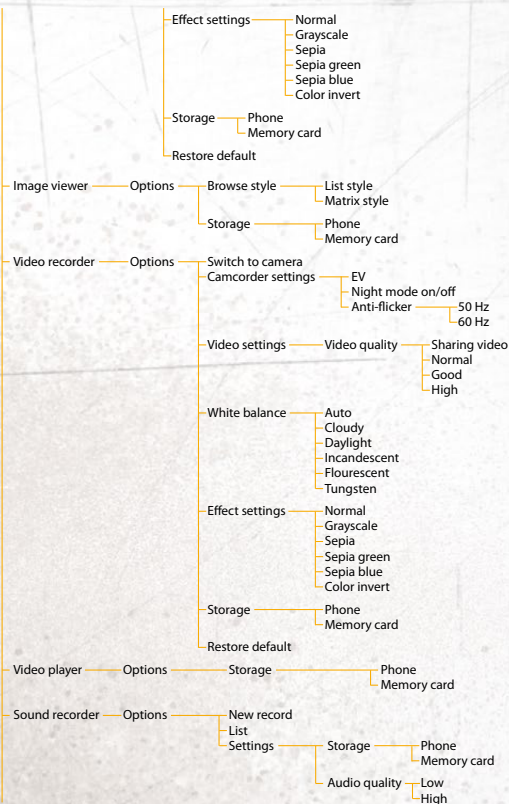 Effect settings Normal
Grayscale
Sepia
Sepia green
Sepia blue
Color invert
Storage Phone
Memory card
Restore default
Image viewer Options Browse style List style
Matrix style
Storage Phone
Memory card
Video recorder Options Switch to camera
Camcorder settings EV
Night mode on/off
Anti-flicker 50 Hz
60 Hz
Video settings Video quality Sharing video
Normal
Good
High
White balance Auto
Cloudy
Daylight
Incandescent
Flourescent
Tungsten
Effect settings Normal
Grayscale
Sepia
Sepia green
Sepia blue
Color invert
Storage Phone
Memory card
Restore default
Video player Options Storage Phone
Memory card
Sound recorder Options New record
List
Settings Storage Phone
Memory card
Audio quality Low
High